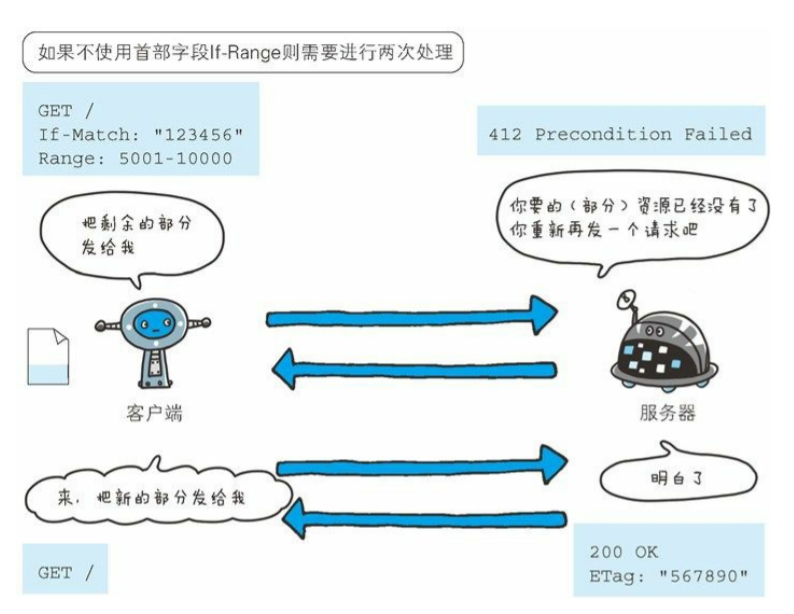 如果不使用首部字段If-Range则需要进行两次处理
GET /
If-Match: "123456"
Range: 5001-10000
412 Precondition Failed
把剩余的部分
发给我
你要的（部分）资源已经没有了
你重新再发一个请求吧
客户端
服务器
来，把新的部分发给我
明白了
GET /
200 OK
ETag: "567890"